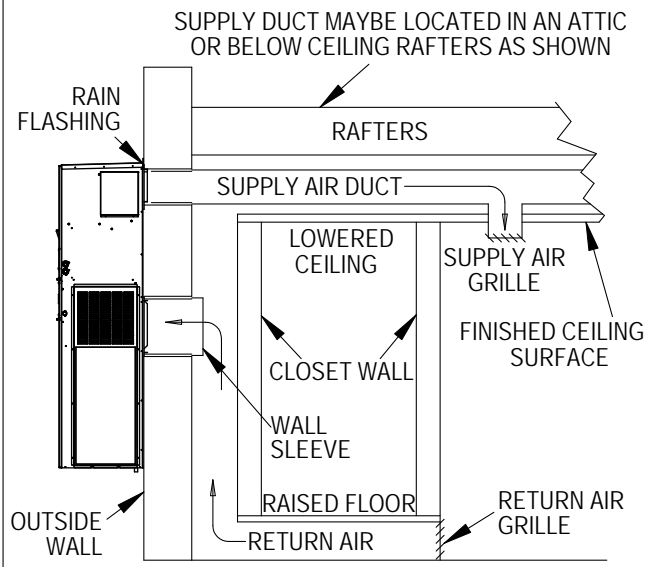 SUPPLY DUCT MAYBE LOCATED IN AN ATTIC
OR BELOW CEILING RAFTERS AS SHOWN
RAIN
FLASHING
RAFTERS
SUPPLY AIR DUCT
LOWERED
CEILING
SUPPLY AIR
GRILLE
FINISHED CEILING
SURFACE
CLOSET WALL
WALL
SLEEVE
RAISED FLOOR
RETURN AIR
GRILLE
OUTSIDE
WALL
RETURN AIR